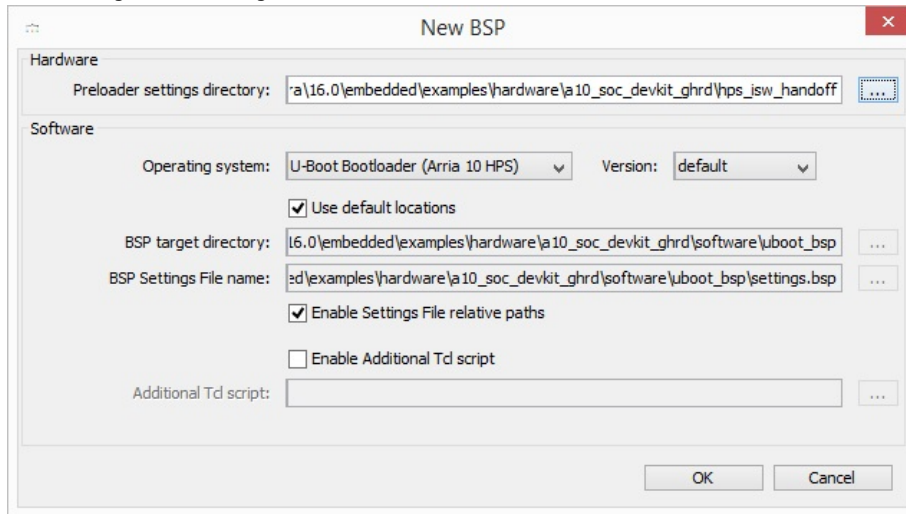 New BSP
Hardware
Preloader settings directory: ra\16.0\embedded\examples\hardware\a10_soc_devkit_ghrd\hps_isw_handoff ...
Software
Operating system: U-Boot Bootloader (Arria 10 HPS) Version: default
Use default locations
BSP target directory: 16.0\embedded\examples\hardware\a10_soc_devkit_ghrd\software\uboot_bsp ...
BSP Settings File name: ed\examples\hardware\a10_soc_devkit_ghrd\software\uboot_bsp\settings.bsp ...
Enable Settings File relative paths
Enable Additional Tcl script
Additional Tcl script: ...
OK Cancel